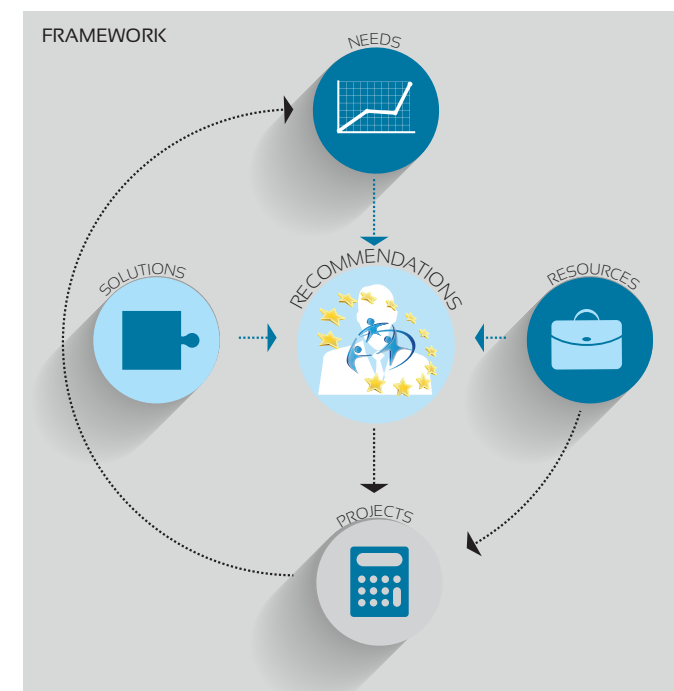 FRAMEWORK
NEEDS
SOLUTIONS
RECOMMENDATIONS
RESOURCES
PROJECTS